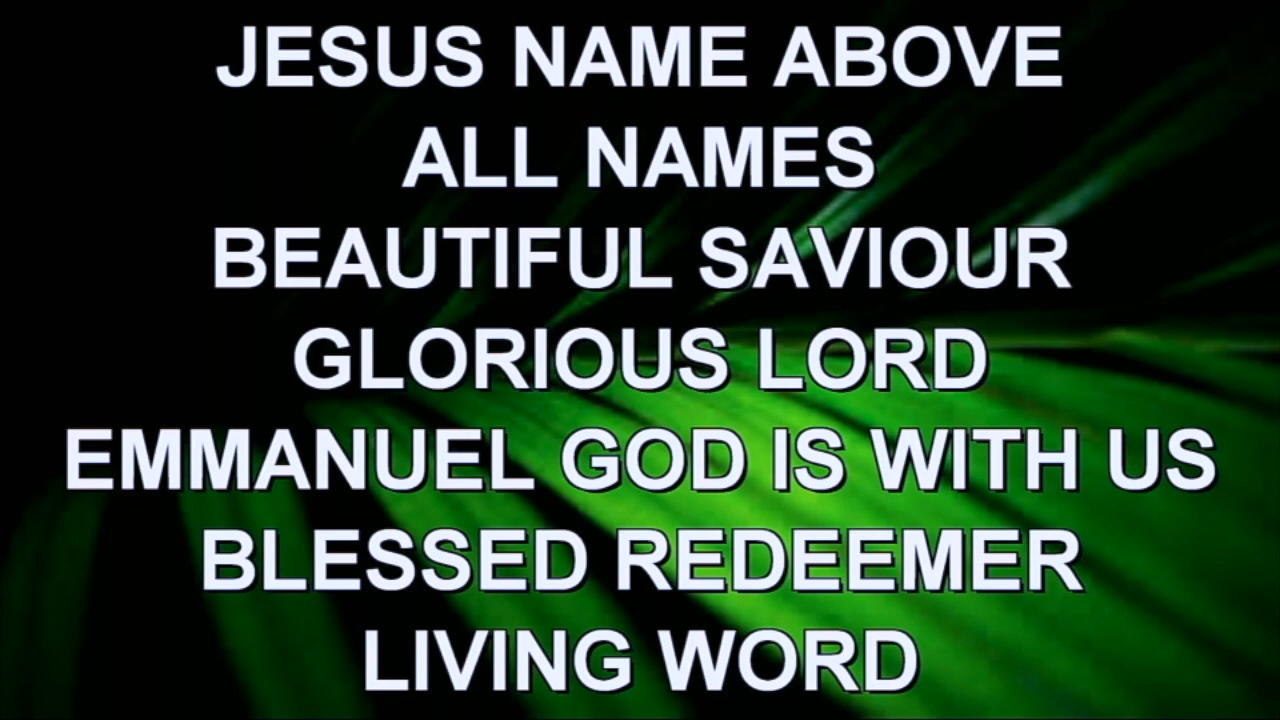 JESUS NAME ABOVE
ALL NAMES
BEAUTIFUL SAVIOUR
GLORIOUS LORD
EMMANUEL GOD IS WITH US
BLESSED REDEEMER
LIVING WORD